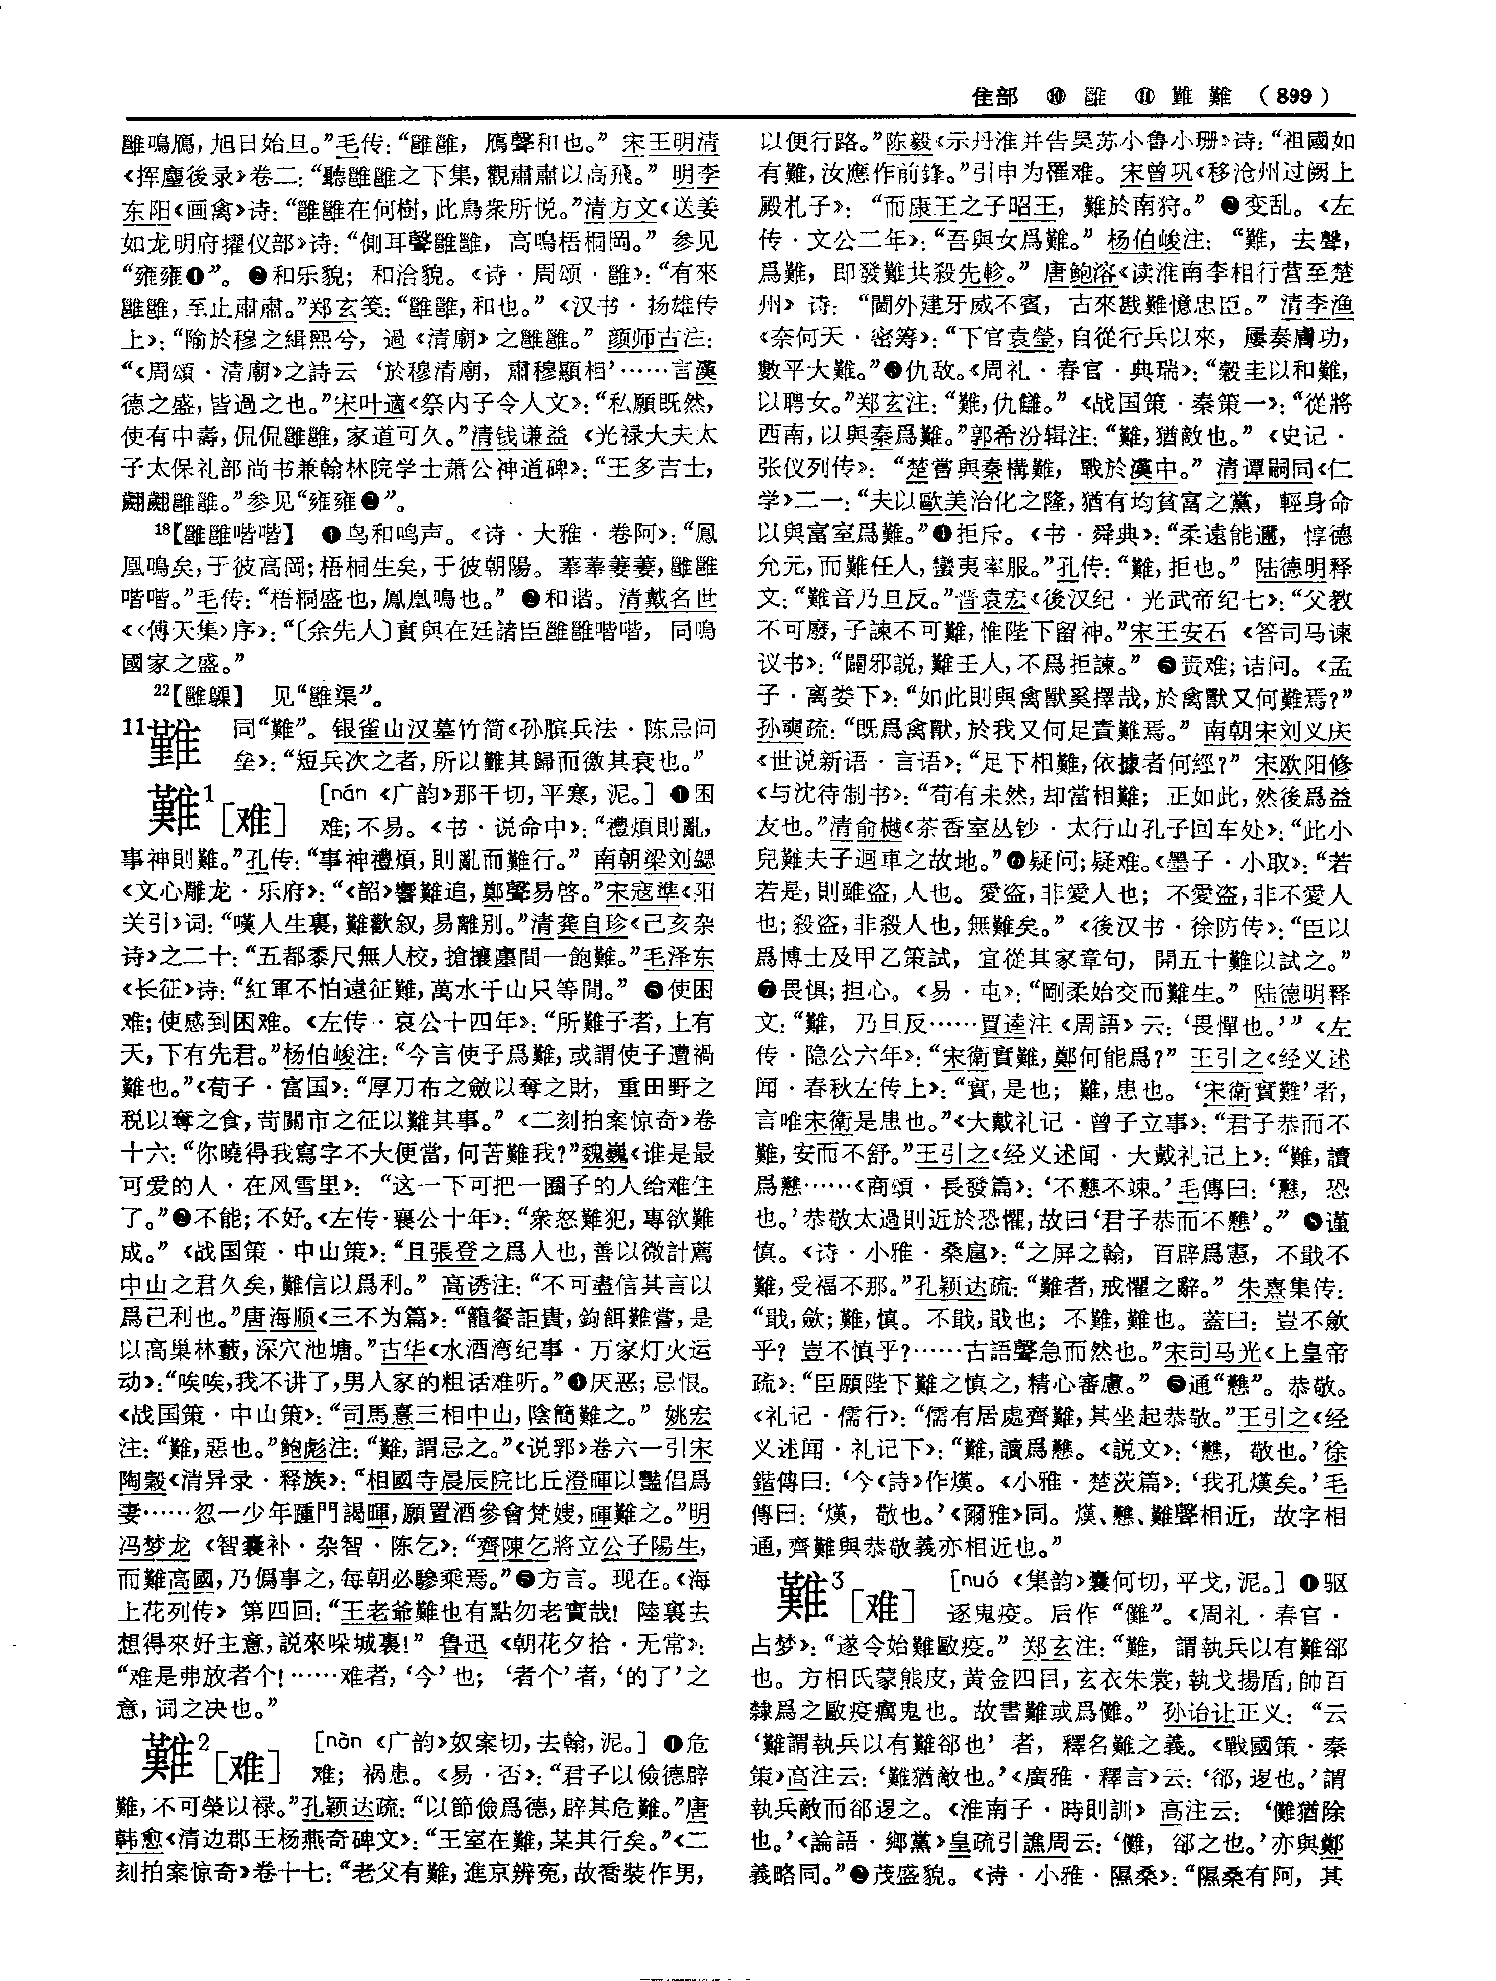 隹部 ⑩ 雝 ⑪ 難 難 （899）
雝鳴鴈，旭日始旦。”毛传：“雝雝，鴈聲和也。” 宋王明清
《挥麈後录》卷二：“聽雝雝之下集，觀肅肅以高飛。” 明李
东阳《画禽》诗：“雝雝在何樹，此鳥衆所悦。”清方文《送姜
如龙明府擢仪部》诗：“側耳聲雝雝，高鳴梧桐岡。” 参见
“雍雍❶”。 ❷和乐貌；和洽貌。《诗·周颂·雝》：“有來
雝雝，至止肅肅。”郑玄笺：“雝雝，和也。” 《汉书·扬雄传
上》：“隃於穆之緝熙兮，過《清廟》之雝雝。” 颜师古注：
“《周頌·清廟》之詩云 ‘於穆清廟，肅雍顯相’……言漢
德之盛，皆過之也。”宋叶適《祭内子令人文》：“私願既然，
使有中壽，侃侃雝雝，家道可久。”清钱谦益 《光禄大夫太
子太保礼部尚书兼翰林院学士萧公神道碑》：“王多吉士，
翽翽雝雝。”参见“雍雍❷”。
18【雝雝喈喈】 ❶鸟和鸣声。《诗·大雅·卷阿》：“鳳
凰鳴矣，于彼高岡；梧桐生矣，于彼朝陽。菶菶萋萋，雝雝
喈喈。”毛传：“梧桐盛也，鳳凰鳴也。” ❷和谐。清戴名世
《〈傅天集〉序》：“〔余先人〕實與在廷諸臣雝雝喈喈，同鳴
國家之盛。”
22【雝䴌】 见“雝渠”。
11難 同“難”。银雀山汉墓竹简《孙膑兵法·陈忌问
垒》：“短兵次之者，所以難其歸而徼其衰也。”
難1［难］ ［nán 《广韵》那干切，平寒，泥。］ ❶困
难；不易。《书·说命中》：“禮煩則亂，
事神則難。”孔传：“事神禮煩，則亂而難行。” 南朝梁刘勰
《文心雕龙·乐府》：“《韶》響難追，鄭聲易啓。”宋寇準《阳
关引》词：“嘆人生裏，難歡叙，易離别。”清龚自珍《己亥杂
诗》之二十：“五都黍尺無人校，搶攘廛間一飽難。”毛泽东
《长征》诗：“紅軍不怕遠征難，萬水千山只等閒。” ❷使困
难；使感到困难。《左传·哀公十四年》：“所難子者，上有
天，下有先君。”杨伯峻注：“今言使子爲難，或謂使子遭禍
難也。”《荀子·富国》：“厚刀布之斂以奪之財，重田野之
税以奪之食，苛關市之征以難其事。” 《二刻拍案惊奇》卷
十六：“你曉得我寫字不大便當，何苦難我？”魏巍《谁是最
可爱的人·在风雪里》：“这一下可把一圈子的人给难住
了。”❸不能；不好。《左传·襄公十年》：“衆怒難犯，專欲難
成。” 《战国策·中山策》：“且張登之爲人也，善以微計薦
中山之君久矣，難信以爲利。” 高诱注：“不可盡信其言以
爲己利也。”唐海顺《三不为篇》：“籠餐詎貴，鈎餌難嘗，是
以高巢林藪，深穴池塘。”古华《水酒湾纪事·万家灯火运
动》：“唉唉，我不讲了，男人家的粗话难听。”❹厌恶；忌恨。
《战国策·中山策》：“司馬憙三相中山，陰簡難之。” 姚宏
注：“難，惡也。”鲍彪注：“難，謂忌之。”《说郛》卷六一引宋
陶穀《清异录·释族》：“相國寺晨辰院比丘澄暉以豔倡爲
妻……忽一少年踵門謁暉，願置酒參會梵嫂，暉難之。”明
冯梦龙 《智囊补·杂智·陈乞》：“齊陳乞將立公子陽生，
而難高國，乃僞事之，每朝必驂乘焉。”❺方言。现在。《海
上花列传》 第四回：“王老爺難也有點勿老實哉！陸裏去
想得來好主意，説來哚城裏！” 鲁迅 《朝花夕拾·无常》：
“难是弗放者个！……难者，‘今’也；‘者个’者，‘的了’之
意，词之决也。”
難2［难］ ［nàn 《广韵》奴案切，去翰，泥。］ ❶危
难；祸患。《易·否》：“君子以儉德辟
難，不可榮以禄。”孔颖达疏：“以節儉爲德，辟其危難。”唐
韩愈《清边郡王杨燕奇碑文》：“王室在難，某其行矣。”《二
刻拍案惊奇》卷十七：“老父有難，進京辨冤，故喬裝作男，
以便行路。”陈毅《示丹淮并告昊苏小鲁小珊》诗：“祖國如
有難，汝應作前鋒。”引申为罹难。宋曾巩《移沧州过阙上
殿札子》：“而康王之子昭王，難於南狩。” ❷变乱。《左
传·文公二年》：“吾與女爲難。” 杨伯峻注：“難，去聲，
爲難，即發難共殺先軫。” 唐鲍溶《读淮南李相行营至楚
州》诗：“閫外建牙威不賓，古來戡難憶忠臣。” 清李渔
《奈何天·密筹》：“下官袁瑩，自從行兵以來，屢奏膚功，
數平大難。”❸仇敌。《周礼·春官·典瑞》：“穀圭以和難，
以聘女。”郑玄注：“難，仇讎。” 《战国策·秦策一》：“從將
西南，以與秦爲難。”郭希汾辑注：“難，猶敵也。” 《史记·
张仪列传》：“楚嘗與秦構難，戰於漢中。” 清谭嗣同《仁
学》二一：“夫以歐美治化之隆，猶有均貧富之黨，輕身命
以與富室爲難。”❹拒斥。《书·舜典》：“柔遠能邇，惇德
允元，而難任人，蠻夷率服。”孔传：“難，拒也。” 陆德明释
文：“難音乃旦反。”晋袁宏《後汉纪·光武帝纪七》：“父教
不可廢，子諫不可難，惟陛下留神。”宋王安石 《答司马谏
议书》：“闢邪説，難壬人，不爲拒諫。” ❺责难；诘问。《孟
子·离娄下》：“如此則與禽獸奚擇哉，於禽獸又何難焉？”
孙奭疏：“既爲禽獸，於我又何足責難焉。” 南朝宋刘义庆
《世说新语·言语》：“足下相難，依據者何經？” 宋欧阳修
《与沈待制书》：“苟有未然，却當相難；正如此，然後爲益
友也。”清俞樾《茶香室丛钞·太行山孔子回车处》：“此小
兒難夫子迴車之故地。”❻疑问；疑难。《墨子·小取》：“若
若是，則雖盗，人也。愛盗，非愛人也；不愛盗，非不愛人
也；殺盗，非殺人也，無難矣。” 《後汉书·徐防传》：“臣以
爲博士及甲乙策試，宜從其家章句，開五十難以試之。”
❼畏惧；担心。《易·屯》：“剛柔始交而難生。” 陆德明释
文：“難，乃旦反……賈逵注《周語》云：‘畏憚也。’” 《左
传·隐公六年》：“宋衛實難，鄭何能爲？” 王引之《经义述
闻·春秋左传上》：“實，是也；難，患也。‘宋衛實難’者，
言唯宋衛是患也。”《大戴礼记·曾子立事》：“君子恭而不
難，安而不舒。”王引之《经义述闻·大戴礼记上》：“難，讀
爲戁……《商頌·長發篇》：‘不戁不竦。’毛傳曰：‘戁，恐
也。’恭敬太過則近於恐懼，故曰‘君子恭而不戁’。” ❽谨
慎。《诗·小雅·桑扈》：“之屏之翰，百辟爲憲，不戢不
難，受福不那。”孔颖达疏：“難者，戒懼之辭。” 朱熹集传：
“戢，斂；難，慎。不戢，戢也；不難，難也。蓋曰：豈不斂
乎？豈不慎乎？……古語聲急而然也。”宋司马光《上皇帝
疏》：“臣願陛下難之慎之，精心審慮。” ❾通“戁”。恭敬。
《礼记·儒行》：“儒有居處齊難，其坐起恭敬。”王引之《经
义述闻·礼记下》：“難，讀爲戁。《説文》：‘戁，敬也。’徐
鍇傳曰：‘今《詩》作熯。《小雅·楚茨篇》：‘我孔熯矣。’毛
傳曰：‘熯，敬也。’《爾雅》同。熯、戁、難聲相近，故字相
通，齊難與恭敬義亦相近也。”
難3［难］ ［nuó 《集韵》囊何切，平戈，泥。］ ❶驱
逐鬼疫。后作“儺”。《周礼·春官·
占梦》：“遂令始難歐疫。” 郑玄注：“難，謂執兵以有難郤
也。方相氏蒙熊皮，黄金四目，玄衣朱裳，執戈揚盾，帥百
隸爲之歐疫癘鬼也。故書難或爲儺。” 孙诒让正义：“云
‘難謂執兵以有難郤也’者，釋名難之義。《戰國策·秦
策》高注云：‘難猶敵也。’《廣雅·釋言》云：‘郤，逡也。’謂
執兵敵而郤逡之。《淮南子·時則訓》 高注云：‘儺猶除
也。’《論語·鄉黨》皇疏引譙周云：‘儺，郤之也。’亦與鄭
義略同。”❷茂盛貌。《诗·小雅·隰桑》：“隰桑有阿，其